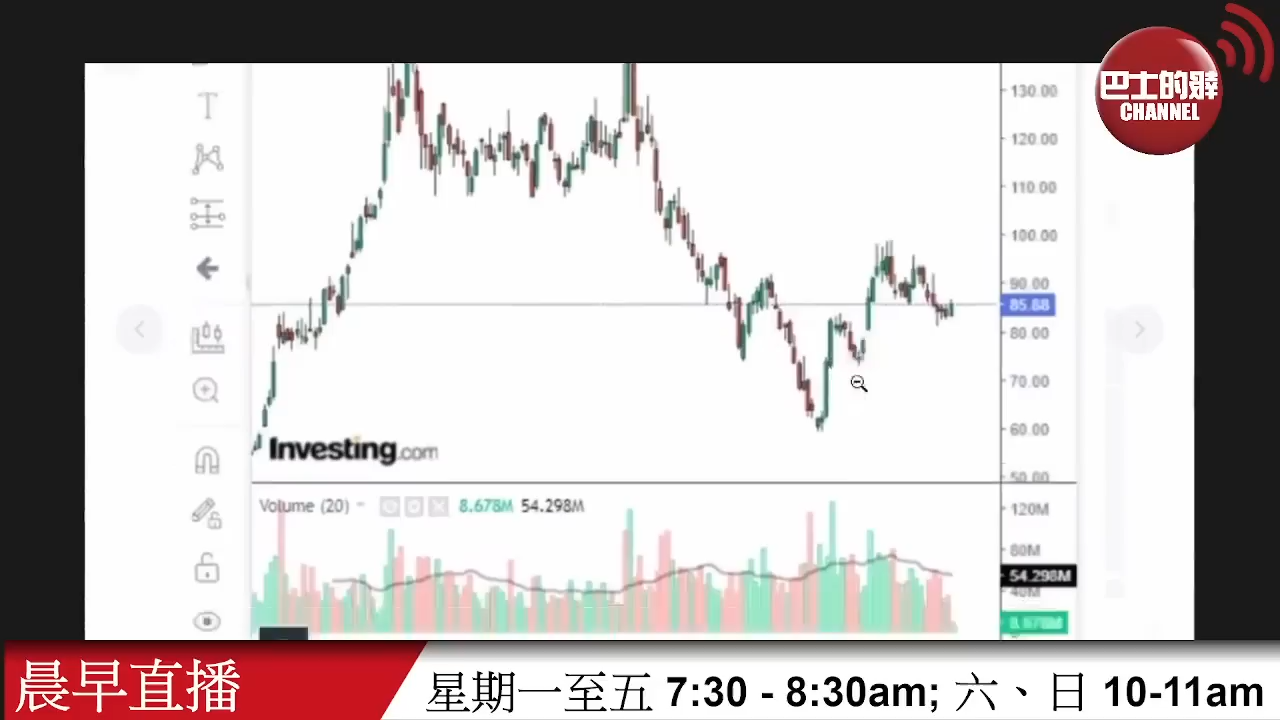 巴士的報
CHANNEL
T
130.00
120.00
110.00
100.00
90.00
85.88
80.00
70.00
60.00
50.00
Investing.com
Volume (20) 8.678M 54.298M
120M
80M
54.298M
40M
8.678M
晨早直播
星期一至五 7:30 - 8:30am; 六、日 10-11am